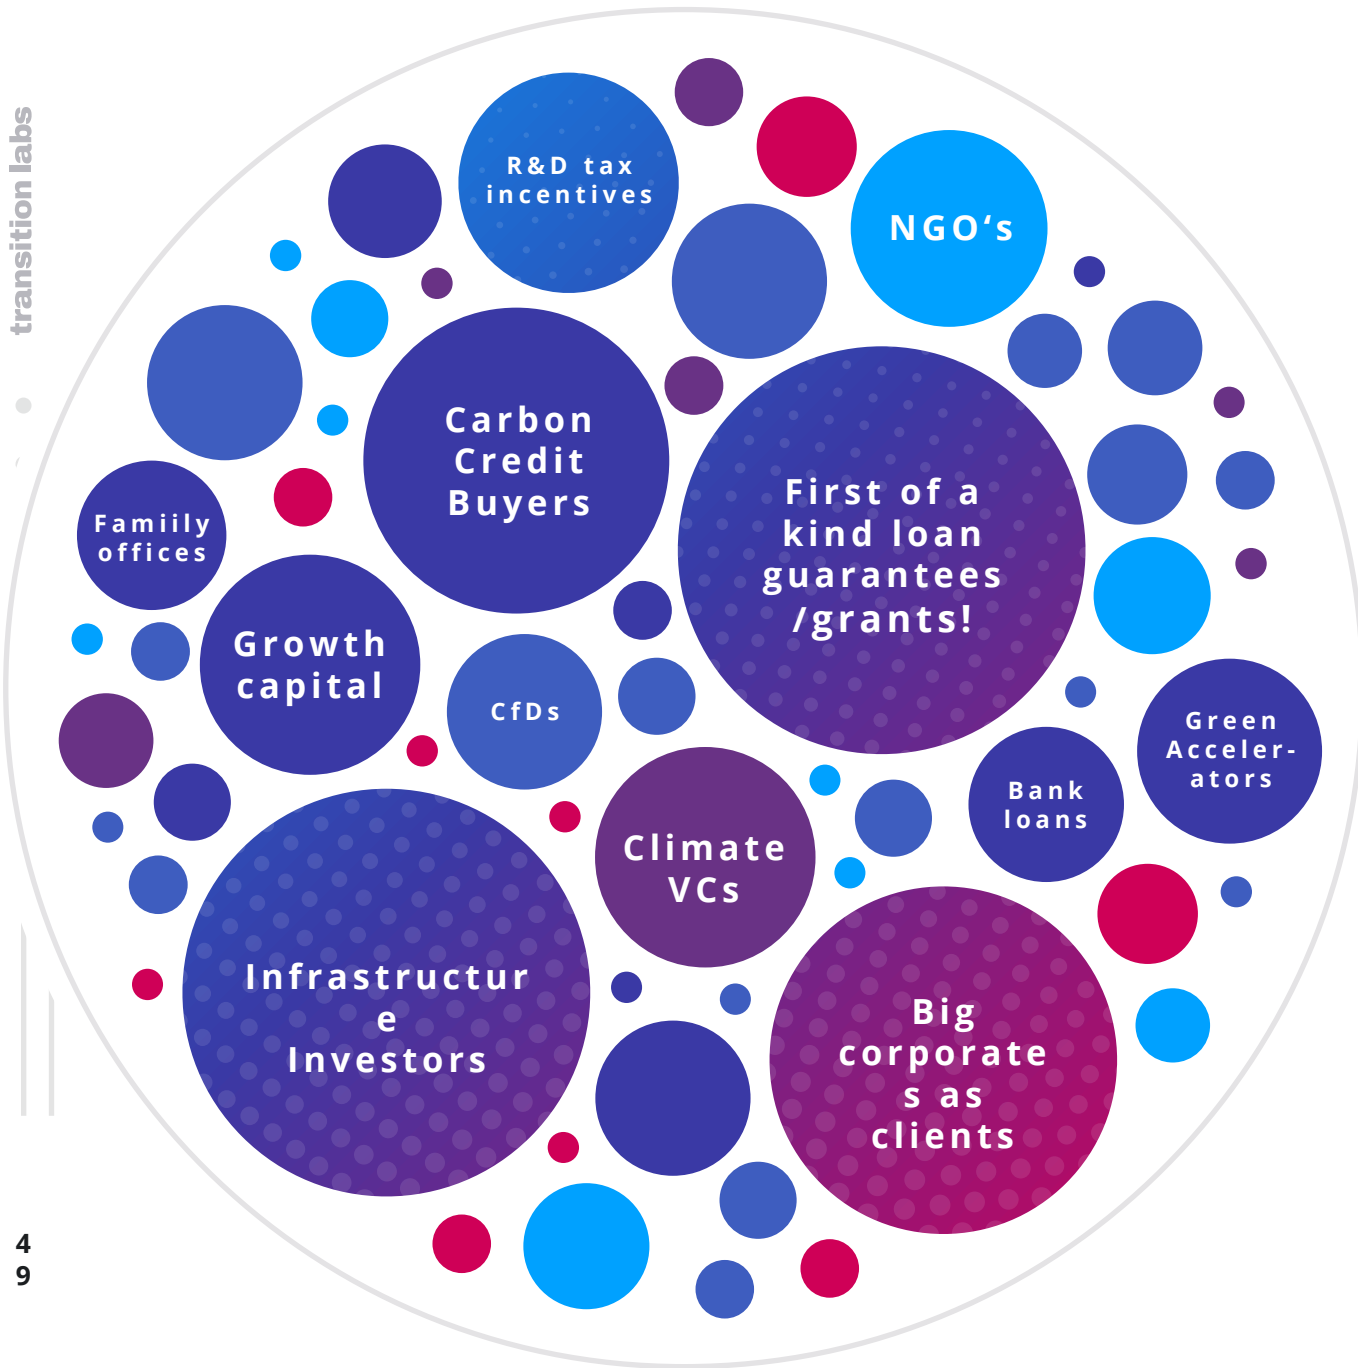 transition labs
R&D tax
incentives
NGO‘s
Carbon
Credit
Buyers
First of a
kind loan
guarantees
/grants!
Famiily
offices
Growth
capital
CfDs
Green
Acceler-
ators
Bank
loans
Climate
VCs
Infrastructur
e
Investors
Big
corporate
s as
clients
4
9